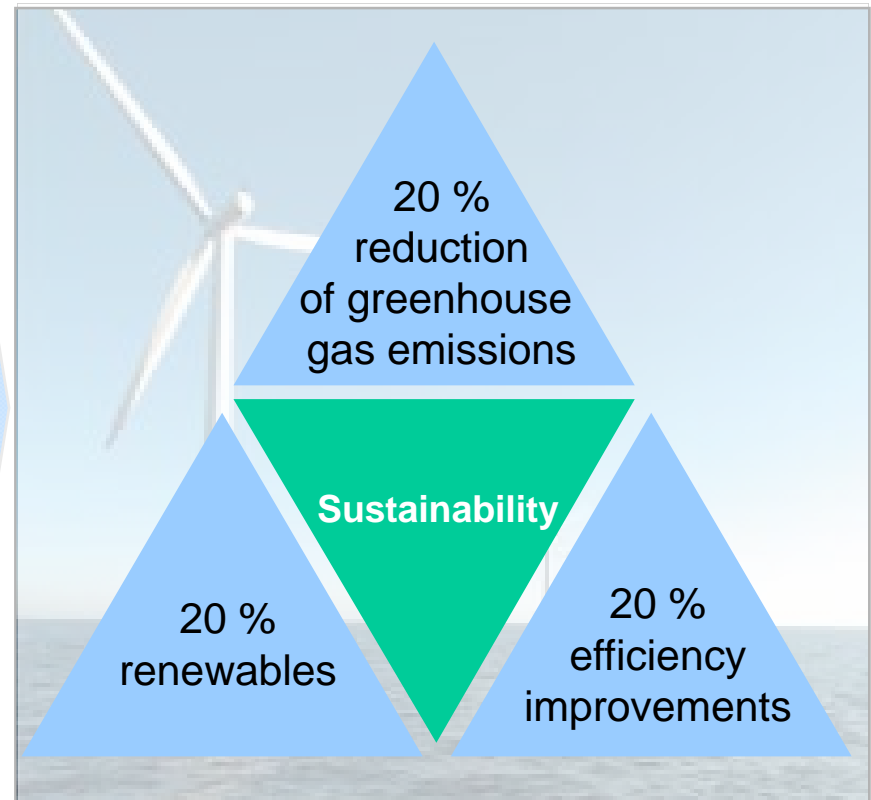 20 %
reduction
of greenhouse
gas emissions
Sustainability
20 %
renewables
20 %
efficiency
improvements